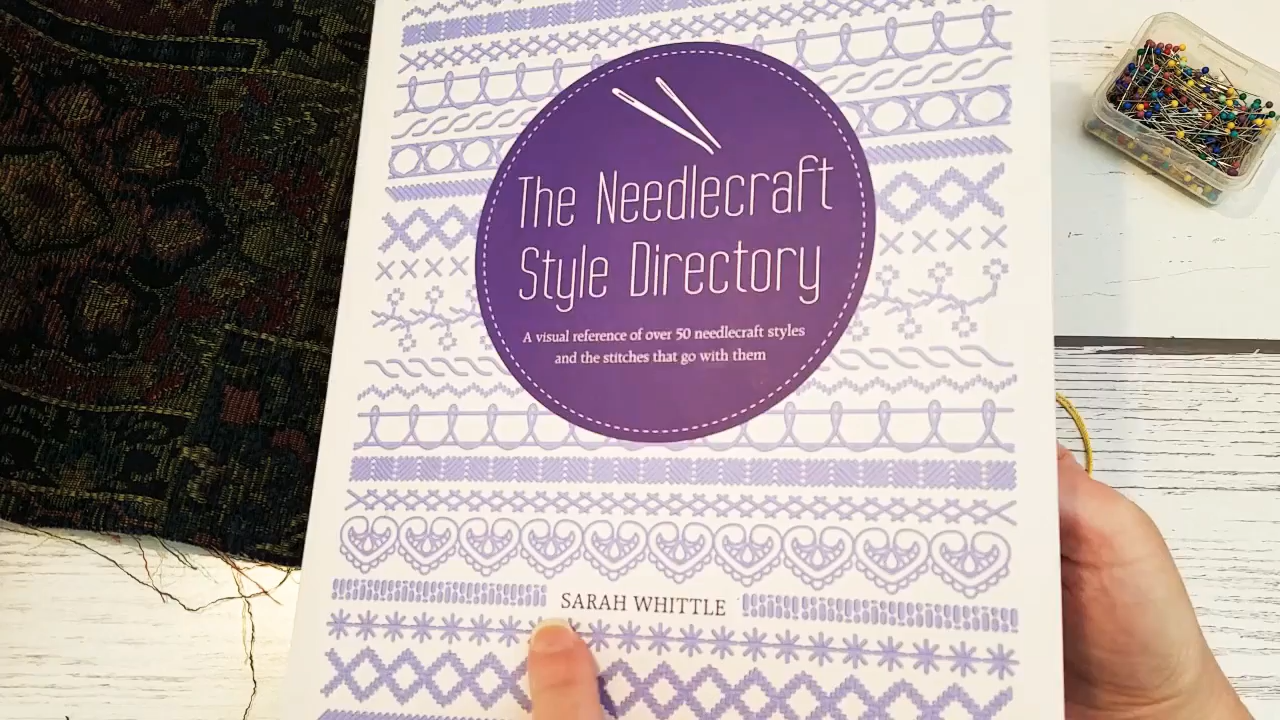 The Needlecraft
Style Directory
A visual reference of over 50 needlecraft styles
and the stitches that go with them
SARAH WHITTLE